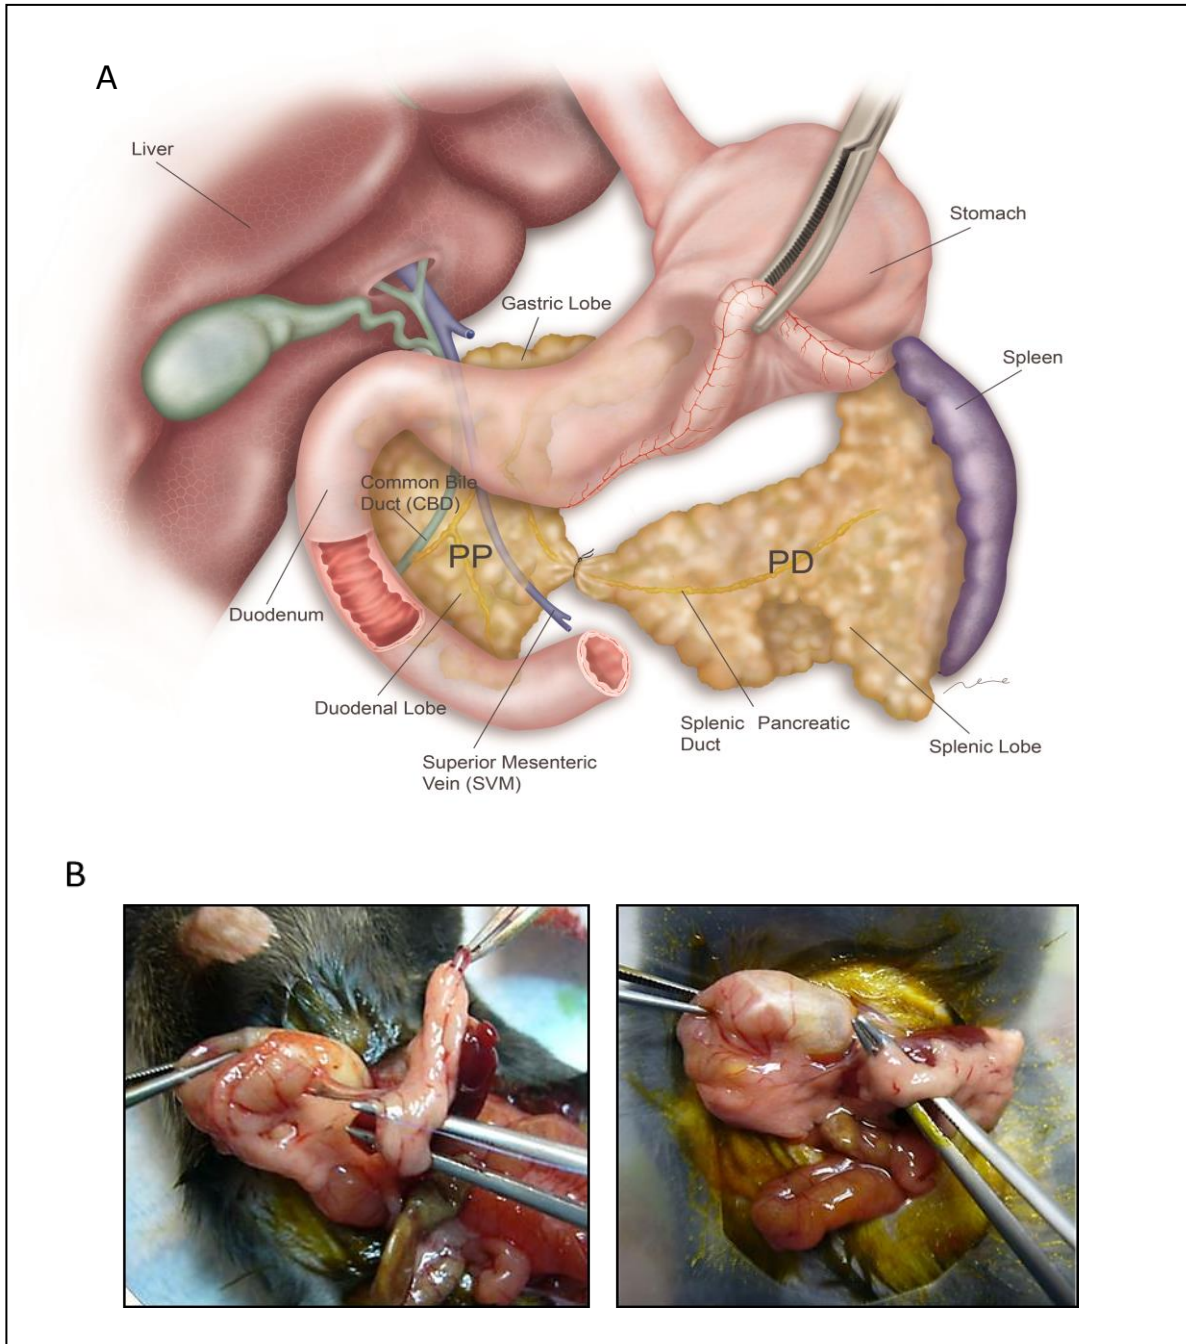 A
Liver
Stomach
Gastric Lobe
Spleen
Common Bile
Duct (CBD)
PP
PD
Duodenum
Duodenal Lobe
Splenic Pancreatic
Duct
Splenic Lobe
Superior Mesenteric
Vein (SVM)
B